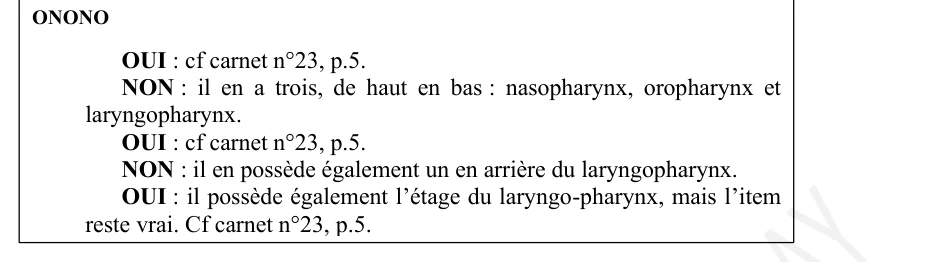 ONONO
OUI : cf carnet n°23, p.5.
NON : il en a trois, de haut en bas : nasopharynx, oropharynx et
laryngopharynx.
OUI : cf carnet n°23, p.5.
NON : il en possède également un en arrière du laryngopharynx.
OUI : il possède également l'étage du laryngo-pharynx, mais l'item
reste vrai. Cf carnet n°23, p.5.